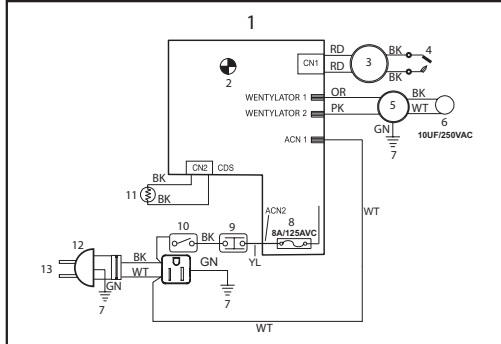 1
RD BK 4
CN1 3
RD BK
2
WENTYLATOR 1 OR BK
5
WENTYLATOR 2 PK WT 6
GN 10UF/250VAC
ACN 1 7
CN2 CDS
BK
11
BK
WT
ACN2
10 9 8
8A/125AVC
BK
12 GN YL
BK
13 WT
GN
7 7
WT